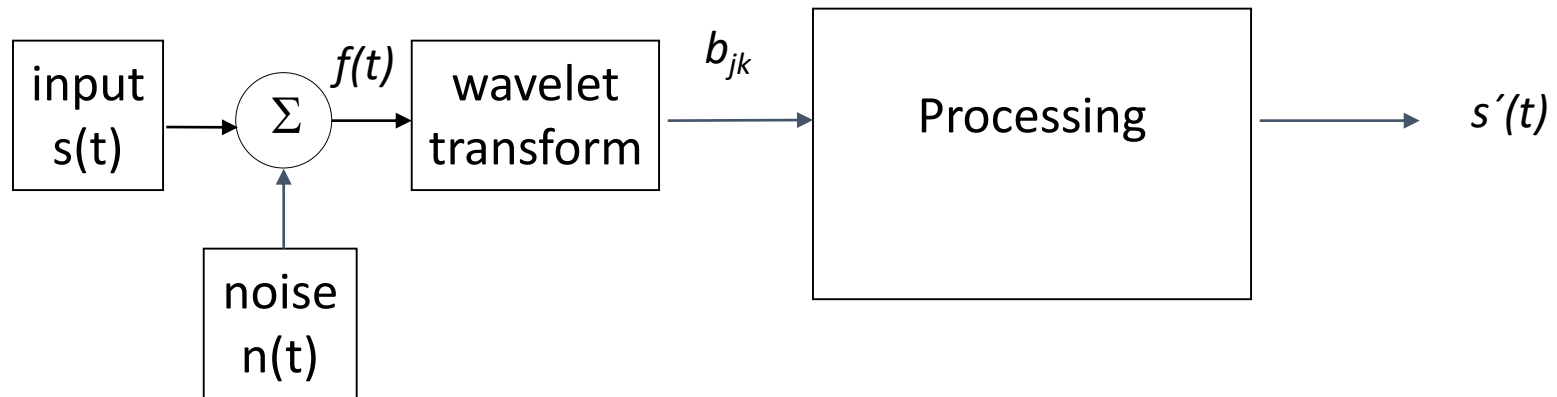 input
s(t)
Σ
f(t)
wavelet
transform
b_jk
Processing
s´(t)
noise
n(t)